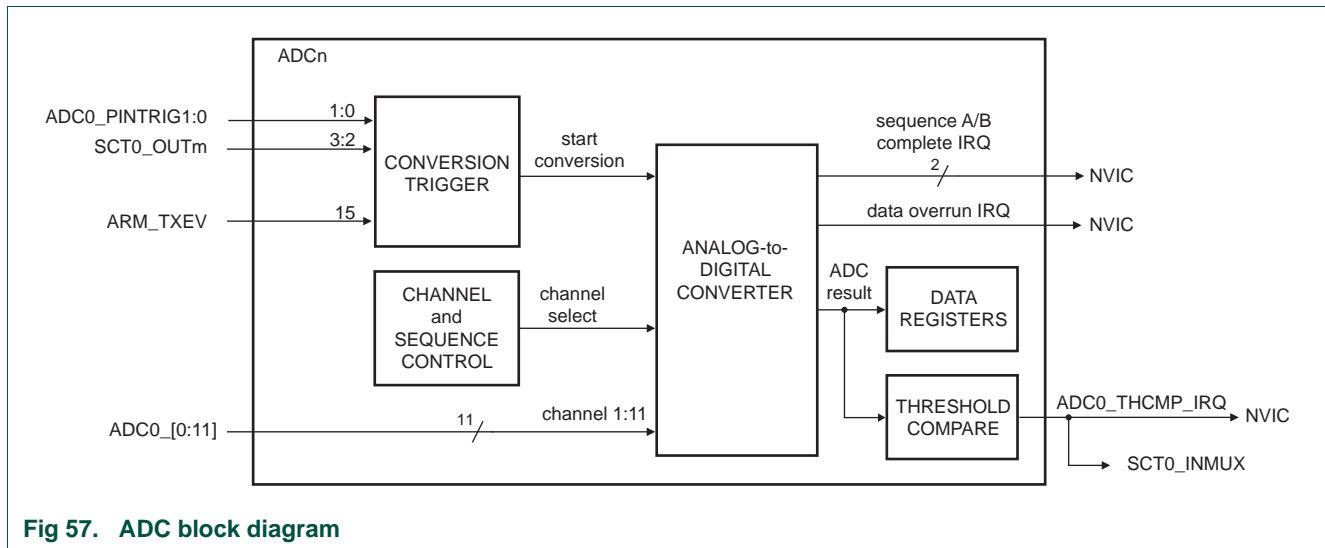 ADCn
ADC0_PINTRIG1:0
1:0
SCT0_OUTm
3:2
ARM_TXEV
15
CONVERSION
TRIGGER
start
conversion
CHANNEL
and
SEQUENCE
CONTROL
channel
select
ADC0_[0:11]
11
channel 1:11
ANALOG-to-
DIGITAL
CONVERTER
sequence A/B
complete IRQ
2
NVIC
data overrun IRQ
NVIC
ADC
result
DATA
REGISTERS
THRESHOLD
COMPARE
ADC0_THCMP_IRQ
NVIC
SCT0_INMUX
Fig 57. ADC block diagram